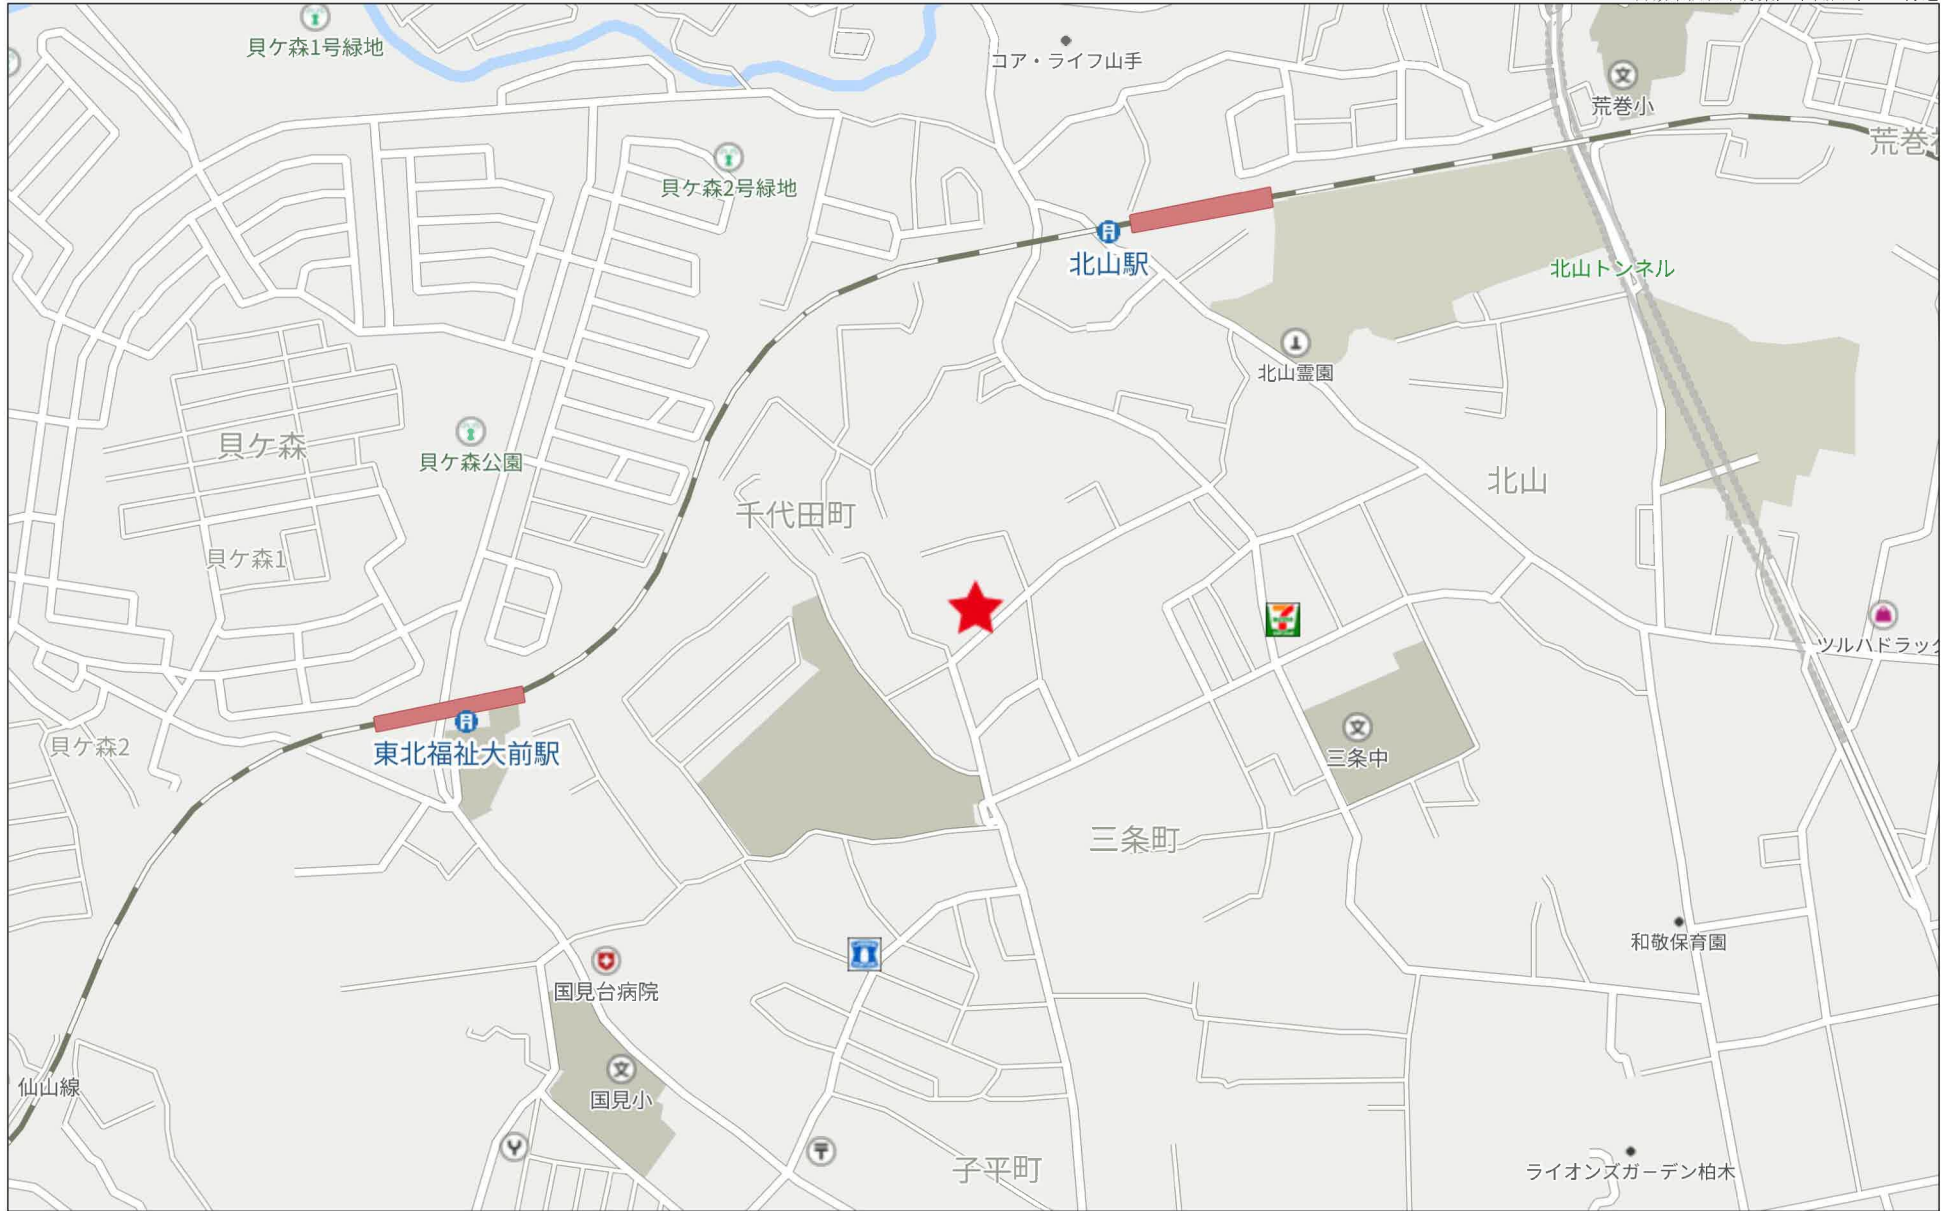 貝ケ森1号緑地
コア・ライフ山手
荒巻小
荒巻
貝ケ森2号緑地
北山駅
北山トンネル
北山霊園
貝ケ森
貝ケ森公園
北山
千代田町
貝ケ森1
ツルハドラッグ
貝ケ森2
東北福祉大前駅
三条中
三条町
和敬保育園
国見台病院
仙山線
国見小
子平町
ライオンズガーデン柏木